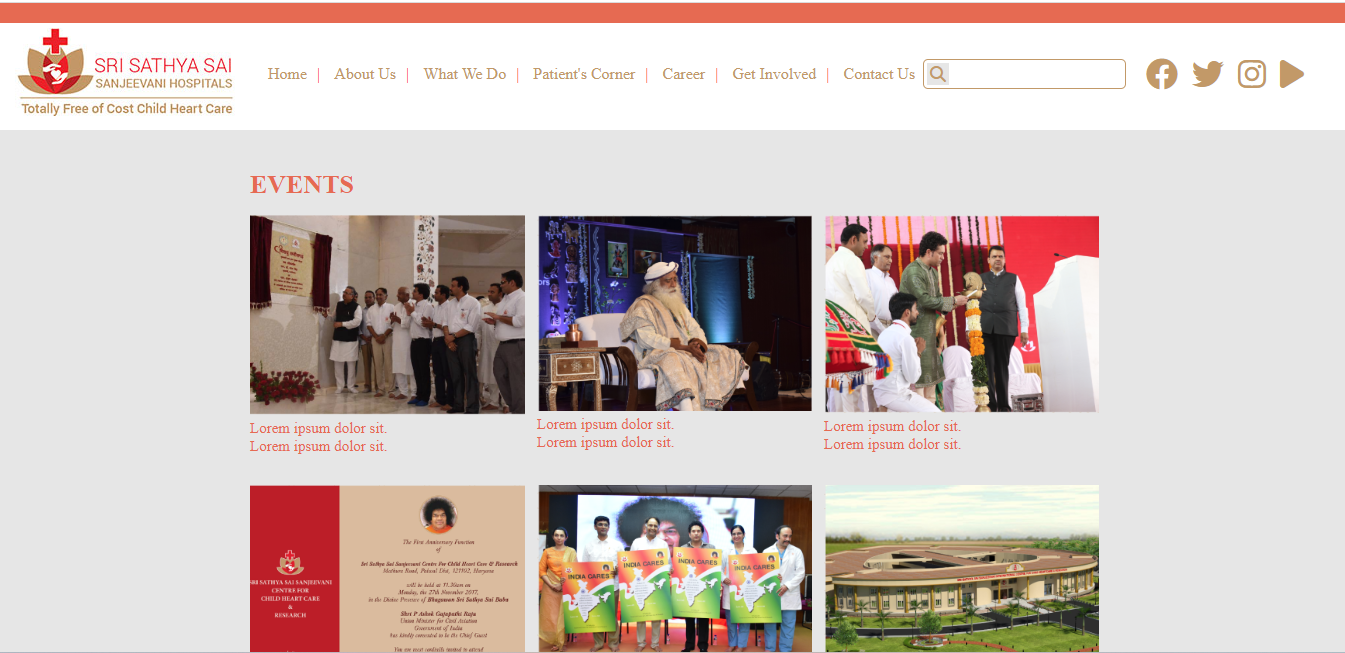 SRI SATHYA SAI
SANJEEVANI HOSPITALS
Totally Free of Cost Child Heart Care
Home | About Us | What We Do | Patient's Corner | Career | Get Involved | Contact Us
EVENTS
Lorem ipsum dolor sit.
Lorem ipsum dolor sit.
Lorem ipsum dolor sit.
Lorem ipsum dolor sit.
Lorem ipsum dolor sit.
Lorem ipsum dolor sit.
SRI SATHYA SAI SANJEEVANI
CENTRE FOR
CHILD HEART CARE
&
RESEARCH
The First Anniversary Function
of
Sri Sathya Sai Sanjeevani Centre For Child Heart Care & Research
will be held at 11.30am on
Monday, the 27th November 2017,
in the Divine Presence of Bhagawan Sri Sathya Sai Baba
Shri P Ashok Gajapathi Raju
Union Minister for Civil Aviation
Government of India
has kindly consented to be the Chief Guest
You are most cordially invited to attend
INDIA CARES
INDIA CARES
INDIA CARES
INDIA CARES